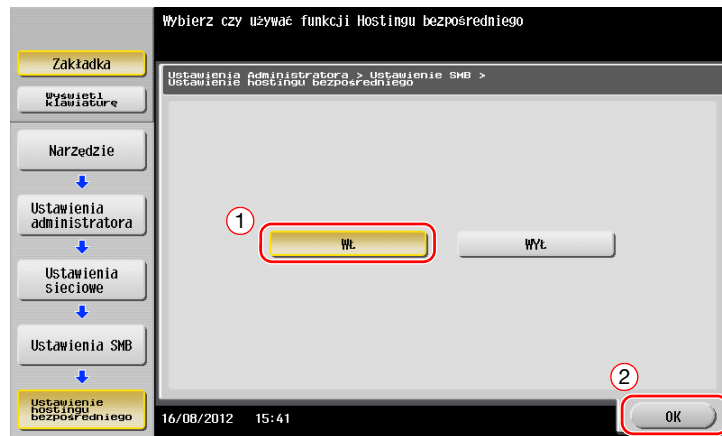 Wybierz czy używać funkcji Hostingu bezpośredniego
Zakładka
Wyświetl
klawiaturę
Ustawienia Administratora > Ustawienie SMB >
Ustawienie hostingu bezpośredniego
Narzędzie
Ustawienia
administratora
Ustawienia
sieciowe
Ustawienia SMB
Ustawienie
hostingu
bezpośredniego
1
WŁ
WYŁ
2
16/08/2012 15:41
OK